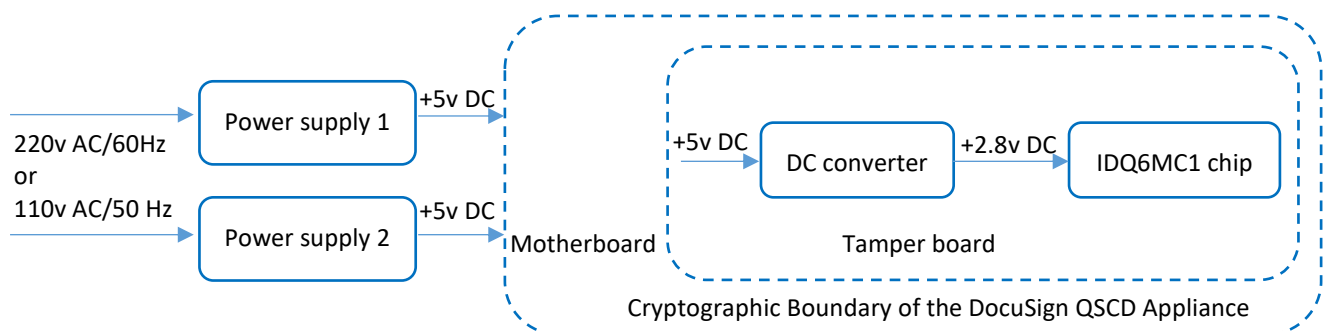 Power supply 1
+5v DC
220v AC/60Hz
or
110v AC/50 Hz
Power supply 2
+5v DC
+5v DC
DC converter
+2.8v DC
IDQ6MC1 chip
Motherboard
Tamper board
Cryptographic Boundary of the DocuSign QSCD Appliance